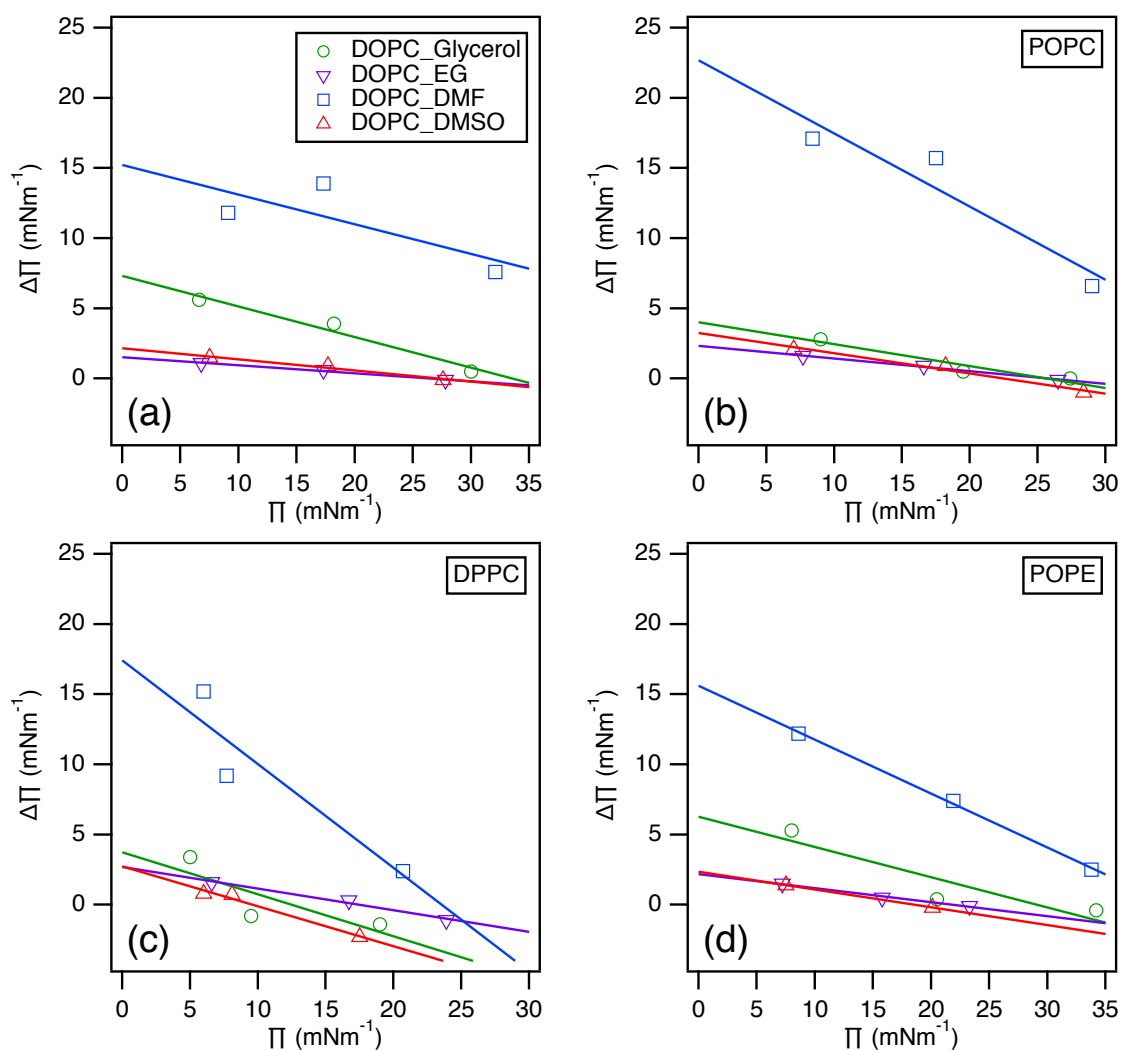 25
20
15
10
5
0
ΔΠ (mNm⁻¹)
DOPC_Glycerol
DOPC_EG
DOPC_DMF
DOPC_DMSO
(a)
0 5 10 15 20 25 30 35
Π (mNm⁻¹)
25
20
15
10
5
0
ΔΠ (mNm⁻¹)
POPC
(b)
0 5 10 15 20 25 30
Π (mNm⁻¹)
25
20
15
10
5
0
ΔΠ (mNm⁻¹)
DPPC
(c)
0 5 10 15 20 25 30
Π (mNm⁻¹)
25
20
15
10
5
0
ΔΠ (mNm⁻¹)
POPE
(d)
0 5 10 15 20 25 30 35
Π (mNm⁻¹)